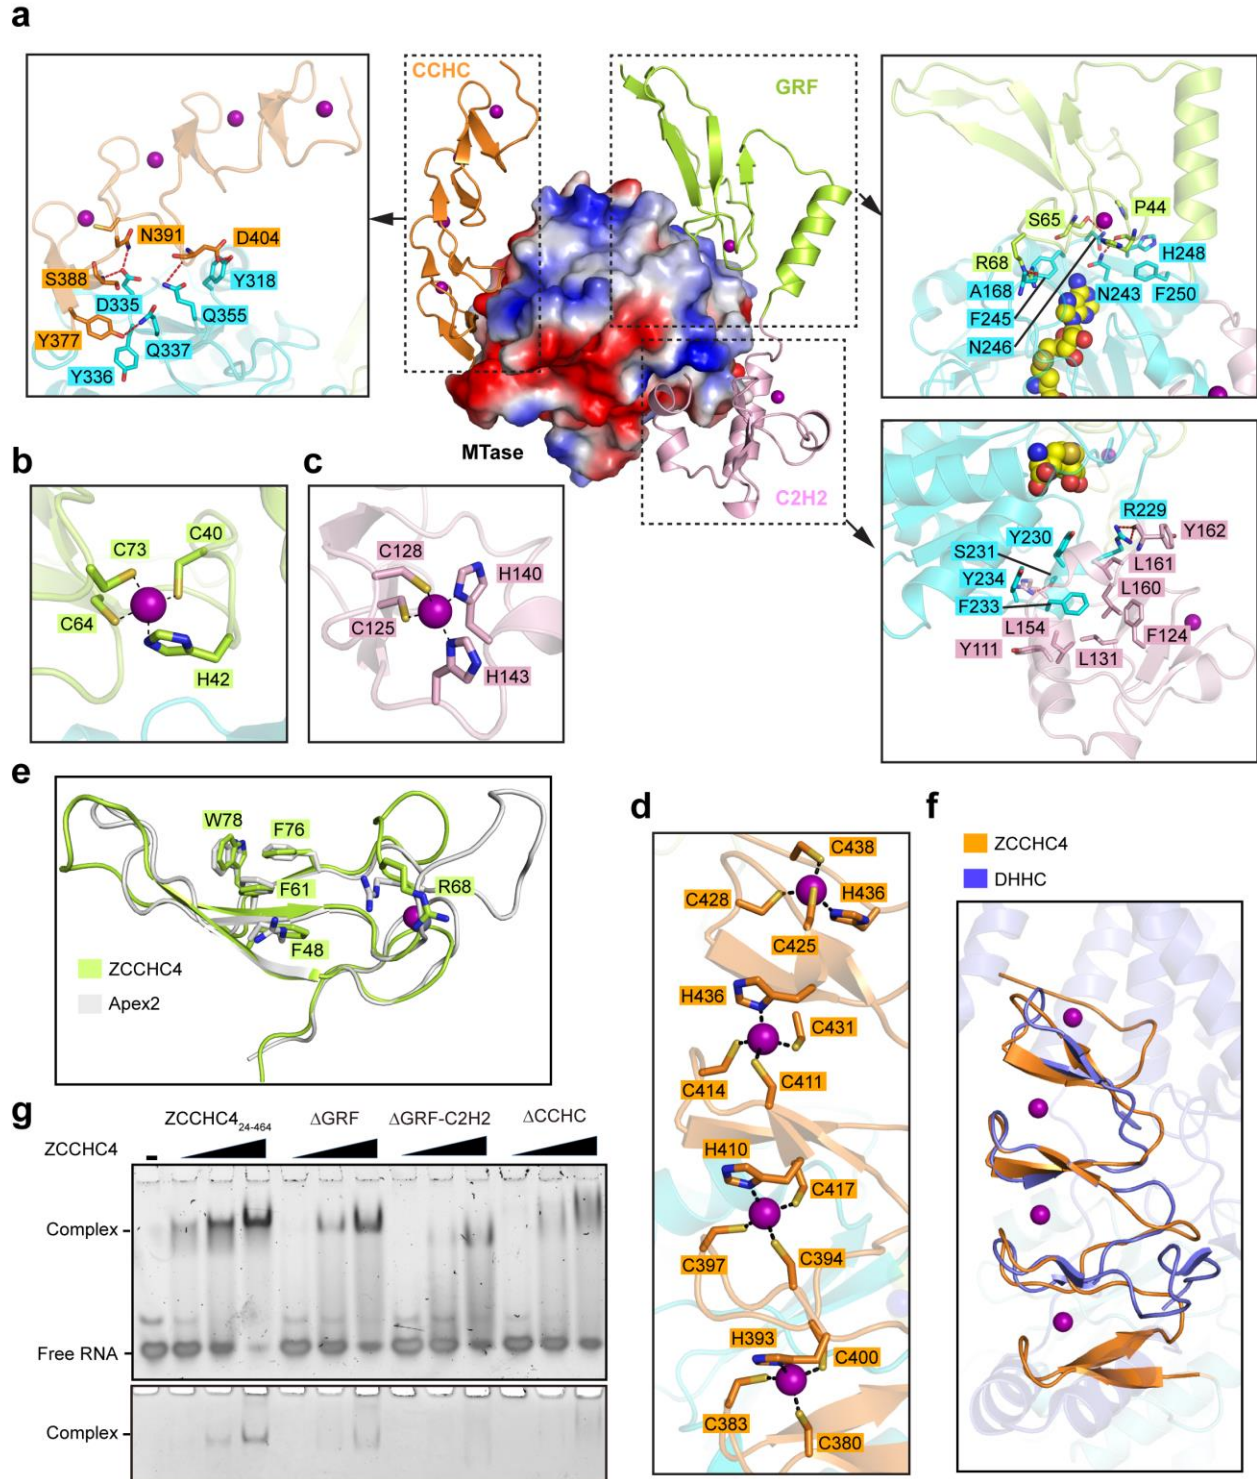 a
CCHC
GRF
MTase
C2H2
N391
D404
S388
D335
Y318
Y377
Q355
Q337
Y336
S65
P44
R68
H248
A168
N243
F250
F245
N246
R229
Y162
Y230
S231
L161
Y234
L160
F233
L154
F124
Y111
L131
b
C73
C40
C64
H42
c
C128
H140
C125
H143
e
W78
F76
F61
R68
F48
ZCCHC4
Apex2
d
C438
C428
H436
C425
H436
C431
C414
C411
H410
C417
C397
C394
H393
C400
C383
C380
f
ZCCHC4
DHHC
g
ZCCHC4 24-464 ΔGRF ΔGRF-C2H2 ΔCCHC
ZCCHC4 -
Complex
Free RNA
Complex